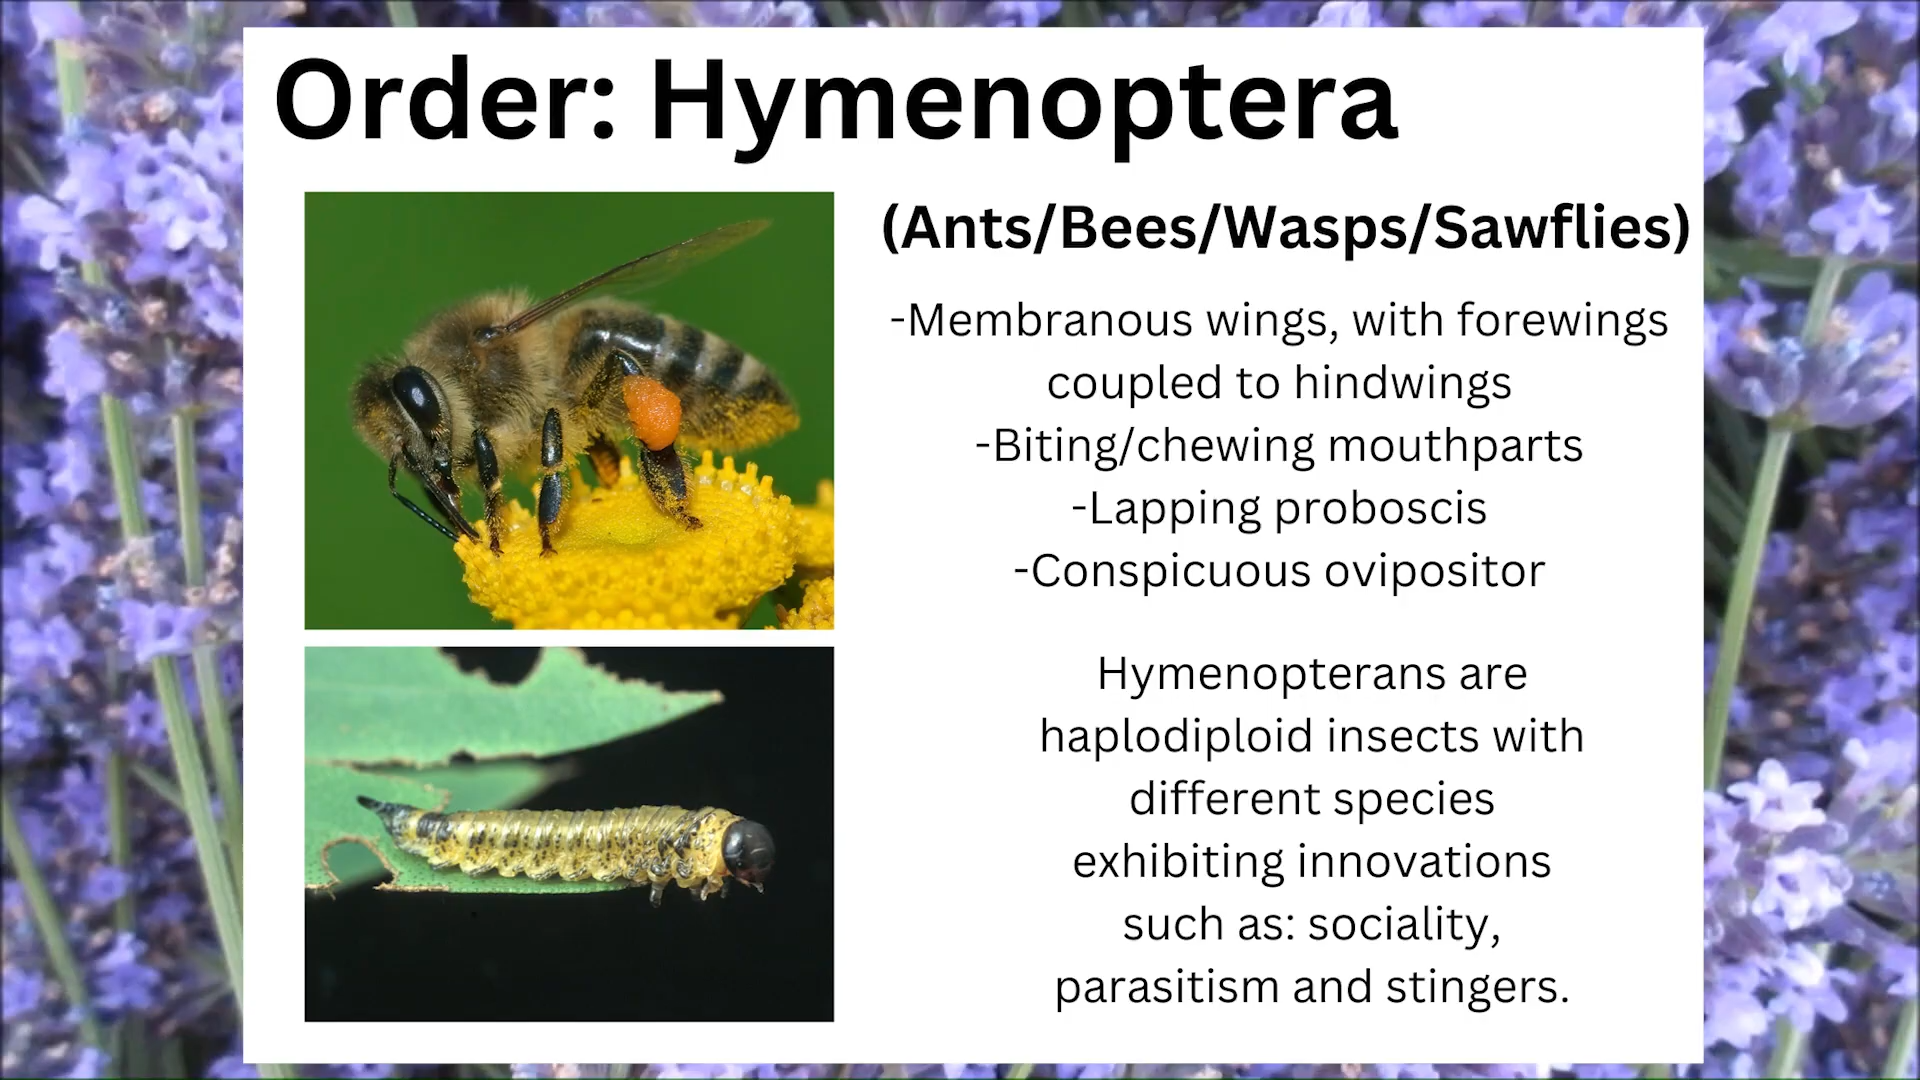 Order: Hymenoptera
(Ants/Bees/Wasps/Sawflies)
-Membranous wings, with forewings
coupled to hindwings
-Biting/chewing mouthparts
-Lapping proboscis
-Conspicuous ovipositor
Hymenopterans are
haplodiploid insects with
different species
exhibiting innovations
such as: sociality,
parasitism and stingers.